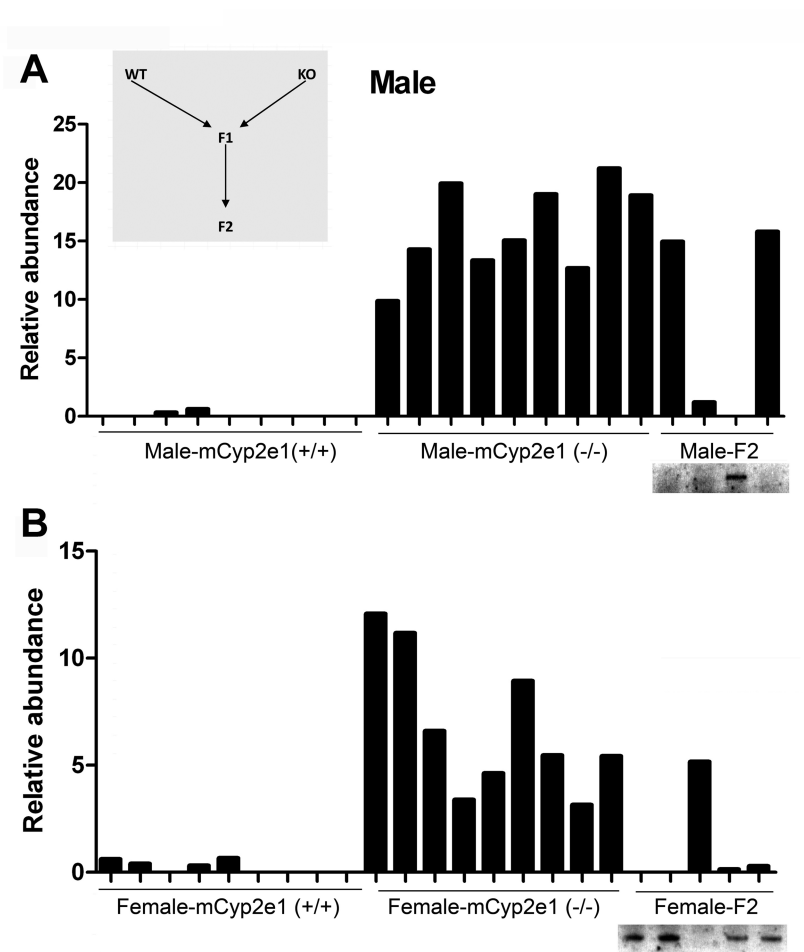 A
Male
WT KO
F1
F2
Relative abundance
25
20
15
10
5
0
Male-mCyp2e1(+/+) Male-mCyp2e1 (-/-) Male-F2
B
Relative abundance
15
10
5
0
Female-mCyp2e1 (+/+) Female-mCyp2e1 (-/-) Female-F2